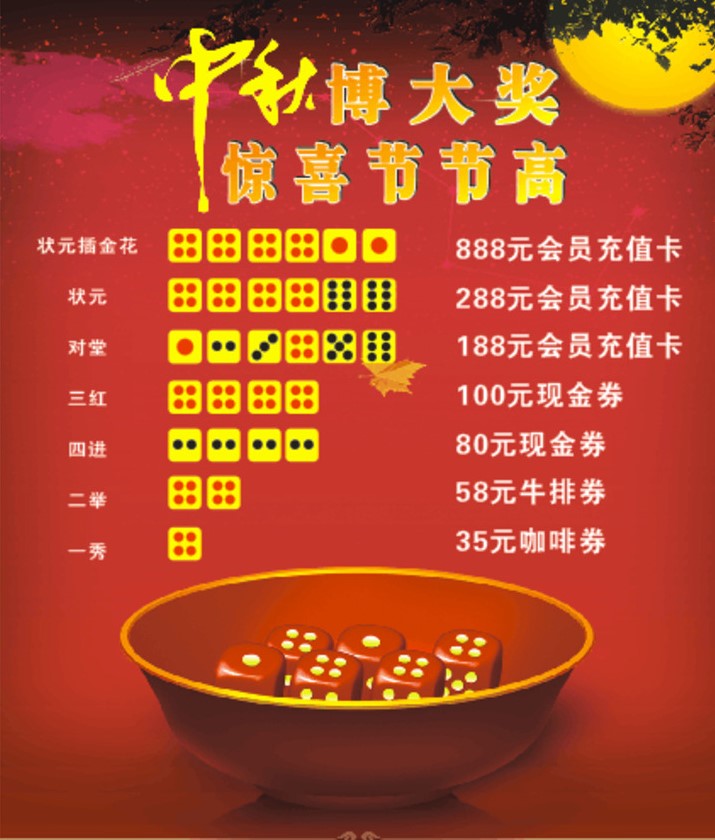 中秋博大奖
惊喜节节高
状元插金花 888元会员充值卡
状元 288元会员充值卡
对堂 188元会员充值卡
三红 100元现金券
四进 80元现金券
二举 58元牛排券
一秀 35元咖啡券